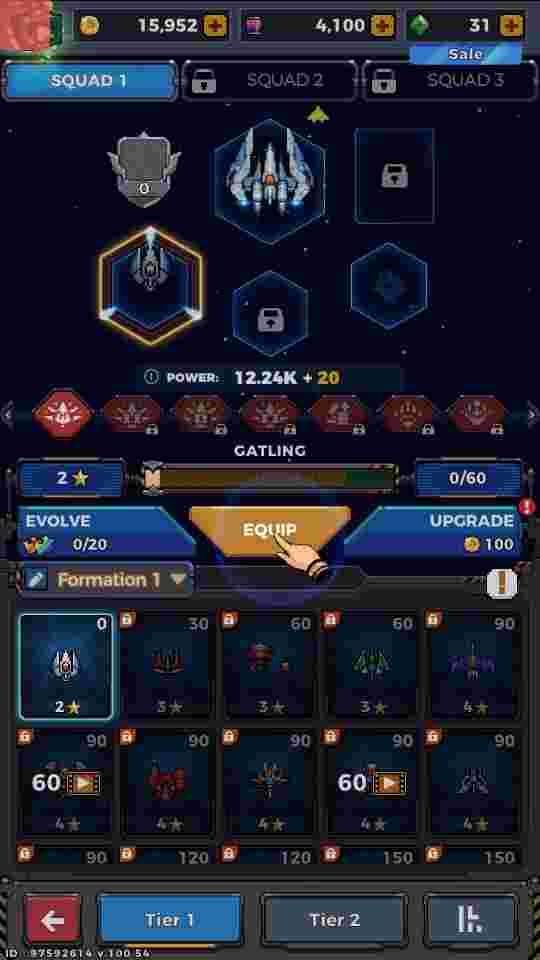 15,952
4,100
31
Sale
SQUAD 1
SQUAD 2
SQUAD 3
0
POWER: 12.24K + 20
GATLING
2
0/60
EVOLVE
EQUIP
UPGRADE
0/20
100
Formation 1
0
30
60
60
90
2
3
3
3
4
90
90
90
90
90
60
60
4
4
4
4
4
90
120
120
150
150
Tier 1
Tier 2
ID : 97592614 v.100.54